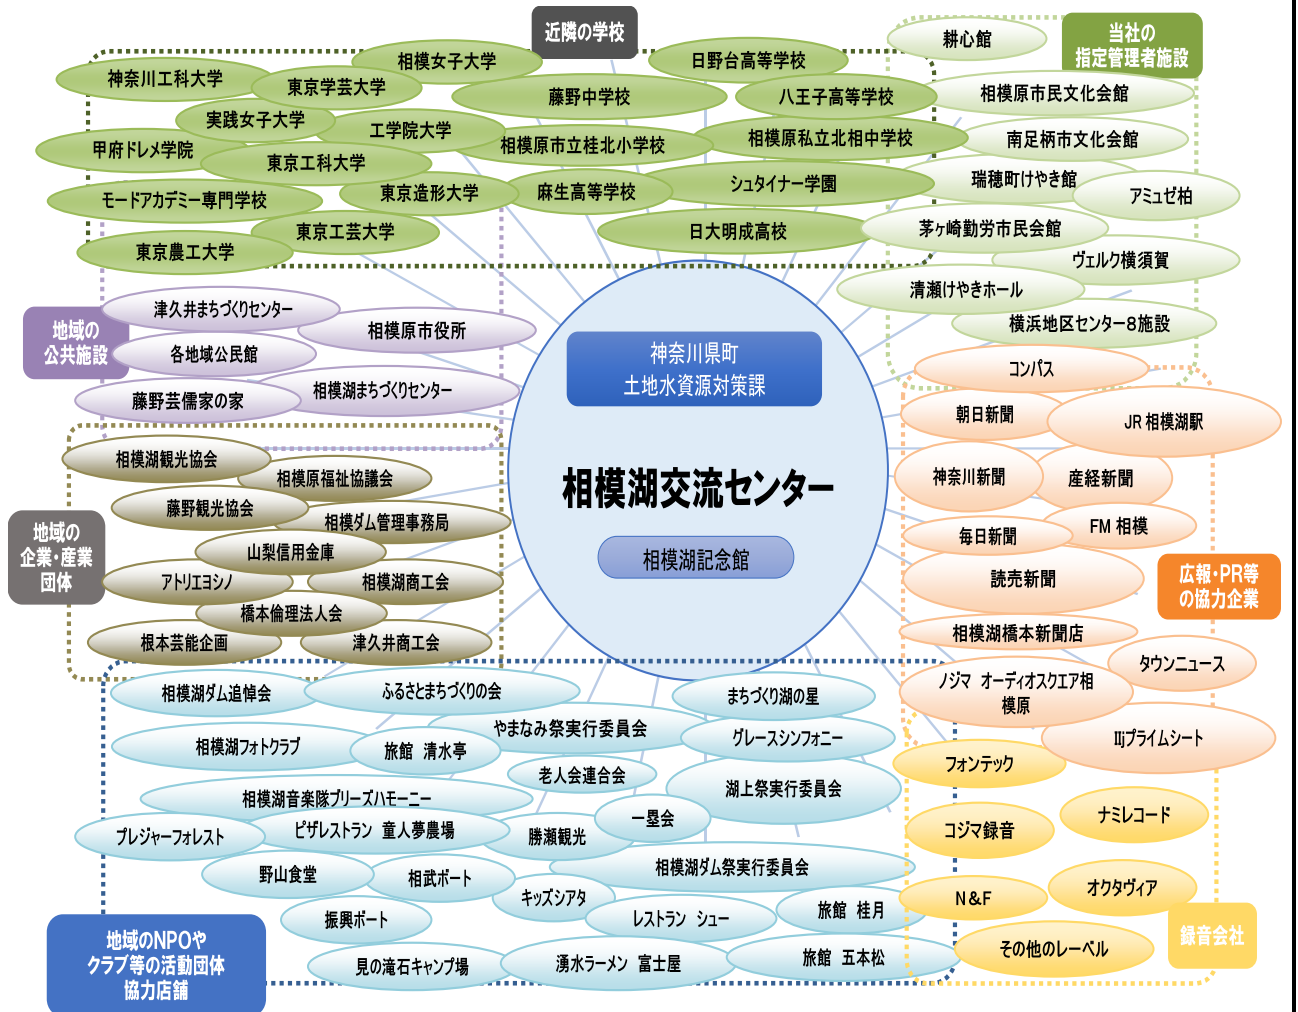 近隣の学校
神奈川工科大学
相模女子大学
東京学芸大学
実践女子大学
工学院大学
甲府ドレメ学院
東京工科大学
モードアカデミー専門学校
東京造形大学
東京工芸大学
東京農工大学
日野台高等学校
藤野中学校
八王子高等学校
相模原市立桂北小学校
相模原私立北相中学校
麻生高等学校
シュタイナー学園
日大明成高校
当社の
指定管理者施設
耕心館
相模原市民文化会館
南足柄市文化会館
瑞穂町けやき館
アミュゼ柏
茅ヶ崎勤労市民会館
ヴェルク横須賀
清瀬けやきホール
横浜地区センター8施設
地域の
公共施設
津久井まちづくりセンター
相模原市役所
各地域公民館
相模湖まちづくりセンター
藤野芸儒家の家
神奈川県町
土地水資源対策課
相模湖交流センター
相模湖記念館
地域の
企業・産業
団体
相模湖観光協会
相模原福祉協議会
藤野観光協会
相模ダム管理事務局
山梨信用金庫
アトリエヨシノ
相模湖商工会
橋本倫理法人会
根本芸能企画
津久井商工会
広報・PR等
の協力企業
コンパス
朝日新聞
JR 相模湖駅
神奈川新聞
産経新聞
毎日新聞
FM 相模
読売新聞
相模湖橋本新聞店
タウンニュース
ノジマ オーディオスクエア相
模原
Iijプライムシート
地域のNPOや
クラブ等の活動団体
協力店舗
相模湖ダム追悼会
ふるさとまちづくりの会
まちづくり湖の星
やまなみ祭実行委員会
グレースシンフォニー
相模湖フォトクラブ
旅館 清水亭
老人会連合会
湖上祭実行委員会
相模湖音楽隊ブリーズハモーニー
プレジャーフォレスト
ピザレストラン 童人夢農場
勝瀬観光
一塁会
相模湖ダム祭実行委員会
野山食堂
相武ボート
キッズシアタ
振興ボート
レストラン シュー
旅館 桂月
見の滝石キャンプ場
湧水ラーメン 富士屋
旅館 五本松
録音会社
フォンテック
コジマ録音
ナミレコード
N&F
オクタヴィア
その他のレーベル